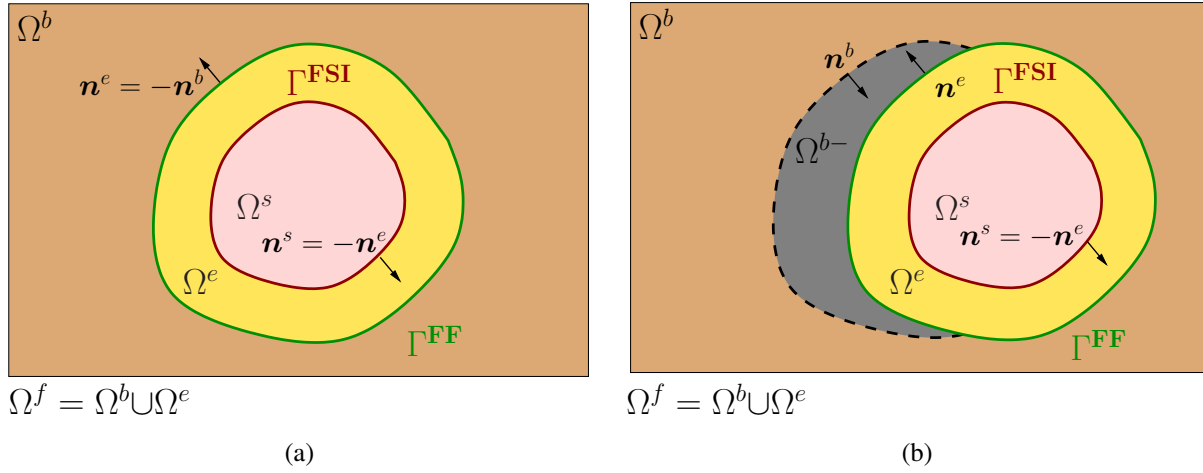 Ω^b
n^e = −n^b
Γ^FSI
Ω^s
n^s = −n^e
Ω^e
Γ^FF
Ω^f = Ω^b∪Ω^e
(a)
Ω^b
n^b
n^e
Γ^FSI
Ω^b−
Ω^s
n^s = −n^e
Ω^e
Γ^FF
Ω^f = Ω^b∪Ω^e
(b)